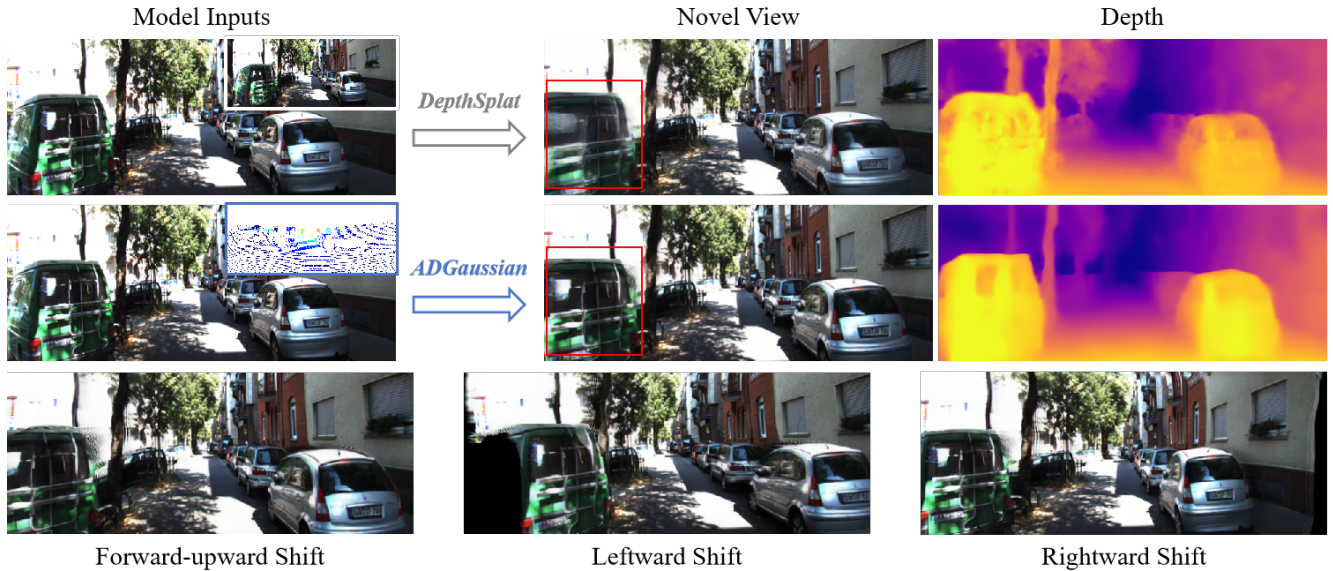 Model Inputs
Novel View
Depth
DepthSplat
ADGaussian
Forward-upward Shift
Leftward Shift
Rightward Shift